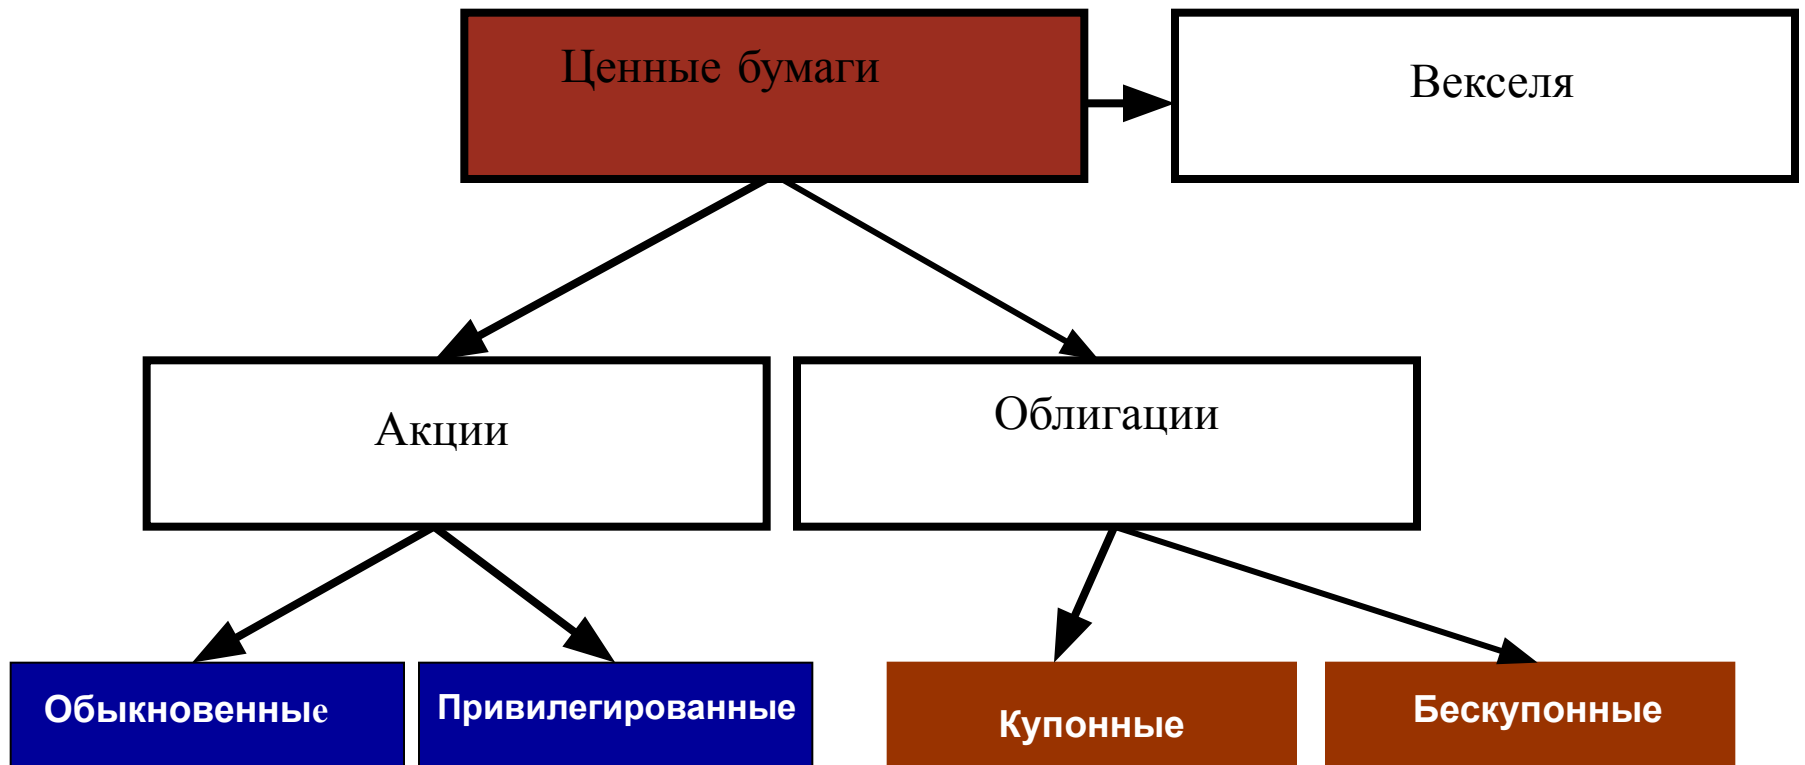 Ценные бумаги
Векселя
Акции
Облигации
Обыкновенные
Привилегированные
Купонные
Бескупонные